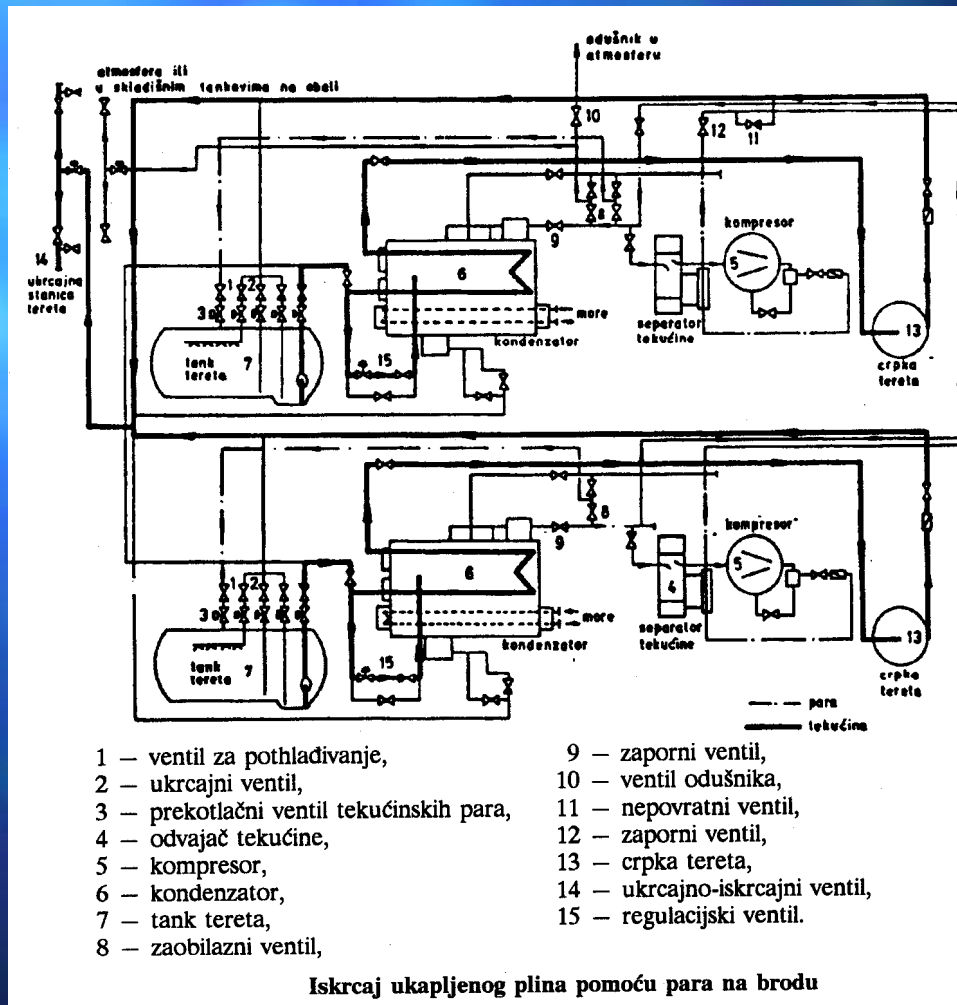 odušnik u
atmosferu
atmosfera ili
u skladišnim tankovima na obali
10
12
11
14
ukrcajna
stanica
tereta
1
2
3
tank
tereta
7
6
8
9
more
kondenzator
15
separator
tekućine
kompresor
5
13
crpka
tereta
1
2
3
tank
tereta
7
6
8
9
more
kondenzator
15
4
separator
tekućine
kompresor
5
13
crpka
tereta
para
tekućina
1 – ventil za pothlađivanje,
2 – ukrcajni ventil,
3 – prekotlačni ventil tekućinskih para,
4 – odvajač tekućine,
5 – kompresor,
6 – kondenzator,
7 – tank tereta,
8 – zaobilazni ventil,
9 – zaporni ventil,
10 – ventil odušnika,
11 – nepovratni ventil,
12 – zaporni ventil,
13 – crpka tereta,
14 – ukrcajno-iskrcajni ventil,
15 – regulacijski ventil.
Iskrcaj ukapljenog plina pomoću para na brodu